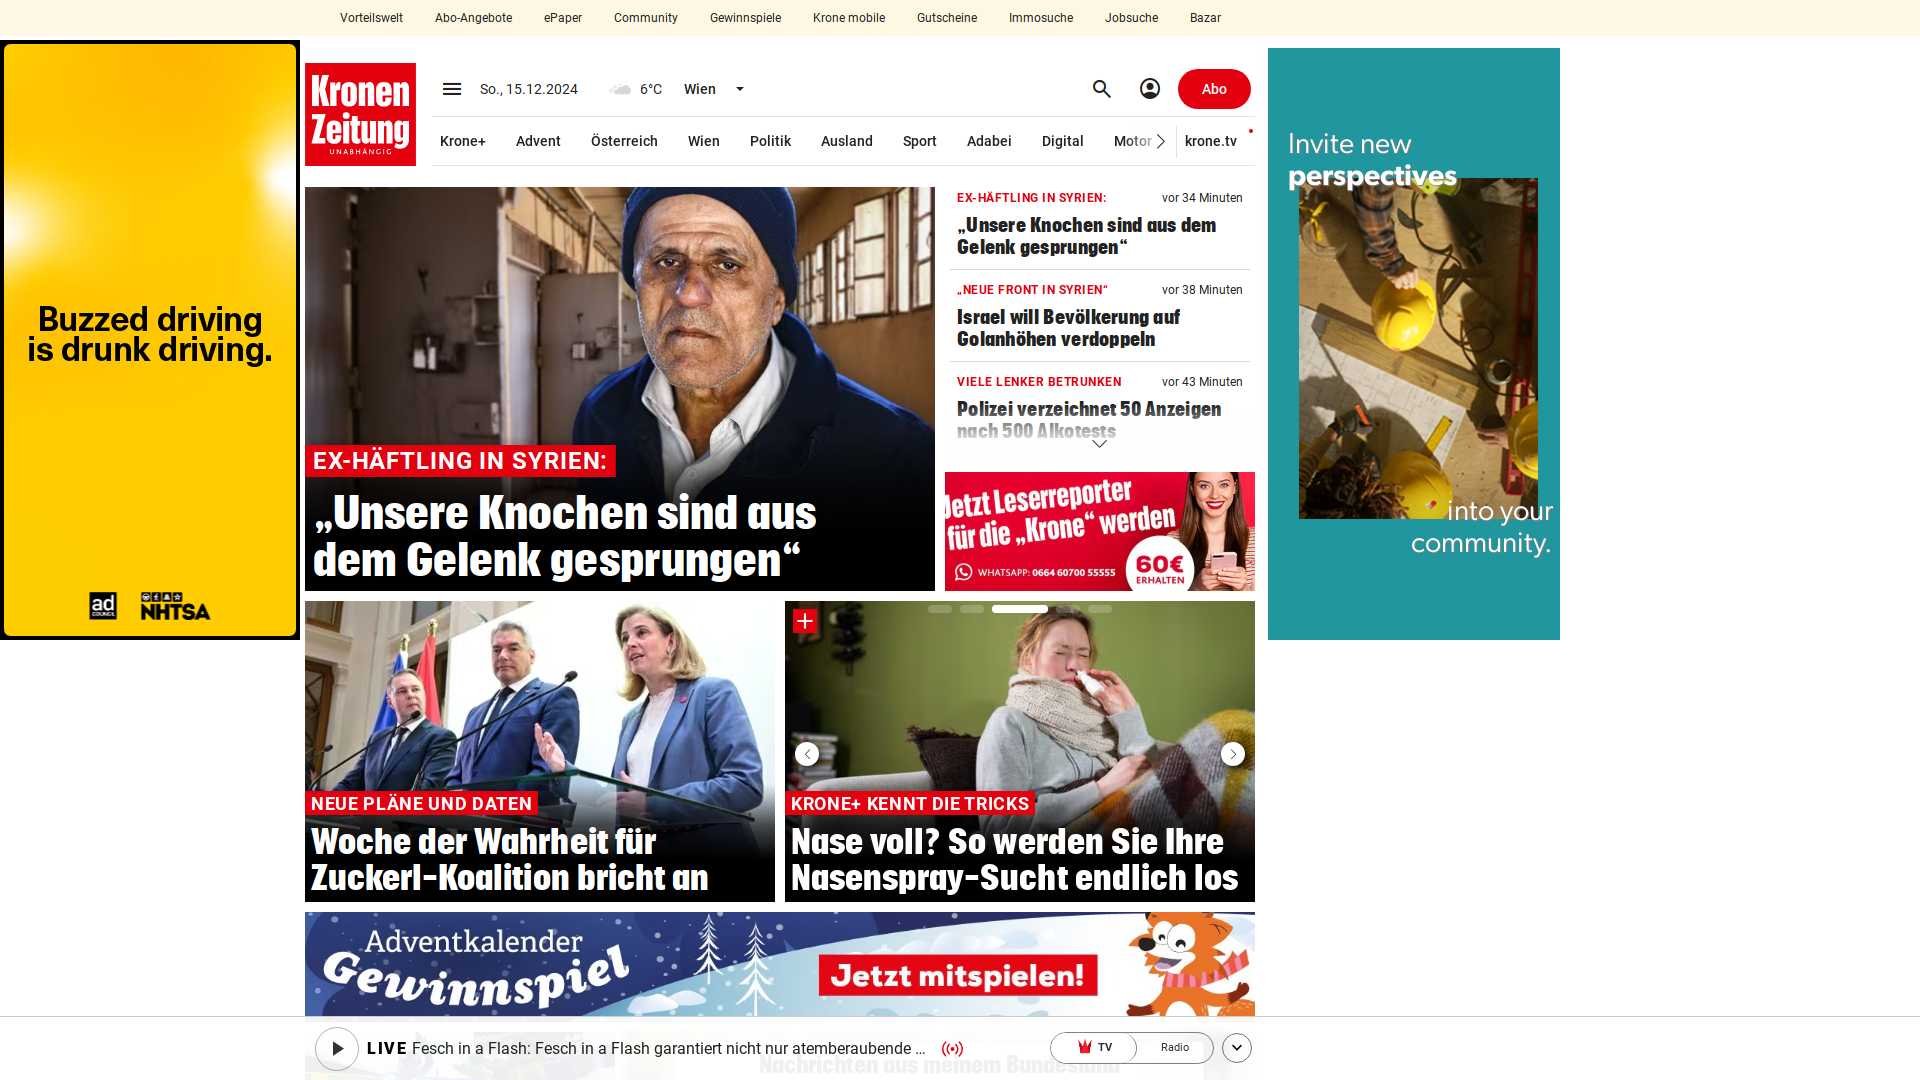 Vorteilswelt
Abo-Angebote
ePaper
Community
Gewinnspiele
Krone mobile
Gutscheine
Immosuche
Jobsuche
Bazar
Buzzed driving
is drunk driving.
ad
COUNCIL
NHTSA
Kronen
Zeitung
UNABHÄNGIG
So., 15.12.2024
6°C
Wien
Abo
Krone+
Advent
Österreich
Wien
Politik
Ausland
Sport
Adabei
Digital
Motor
krone.tv
EX-HÄFTLING IN SYRIEN:
„Unsere Knochen sind aus
dem Gelenk gesprungen“
EX-HÄFTLING IN SYRIEN:
vor 34 Minuten
„Unsere Knochen sind aus dem
Gelenk gesprungen“
„NEUE FRONT IN SYRIEN“
vor 38 Minuten
Israel will Bevölkerung auf
Golanhöhen verdoppeln
VIELE LENKER BETRUNKEN
vor 43 Minuten
Polizei verzeichnet 50 Anzeigen
nach 500 Alkotests
Jetzt Leserreporter
für die „Krone“ werden
WHATSAPP: 0664 60700 55555
60€
ERHALTEN
Invite new
perspectives
into your
community.
NEUE PLÄNE UND DATEN
Woche der Wahrheit für
Zuckerl-Koalition bricht an
KRONE+ KENNT DIE TRICKS
Nase voll? So werden Sie Ihre
Nasenspray-Sucht endlich los
Adventkalender
Gewinnspiel
Jetzt mitspielen!
LIVE Fesch in a Flash: Fesch in a Flash garantiert nicht nur atemberaubende ...
TV
Radio
Nachrichten aus meinem Bundesland